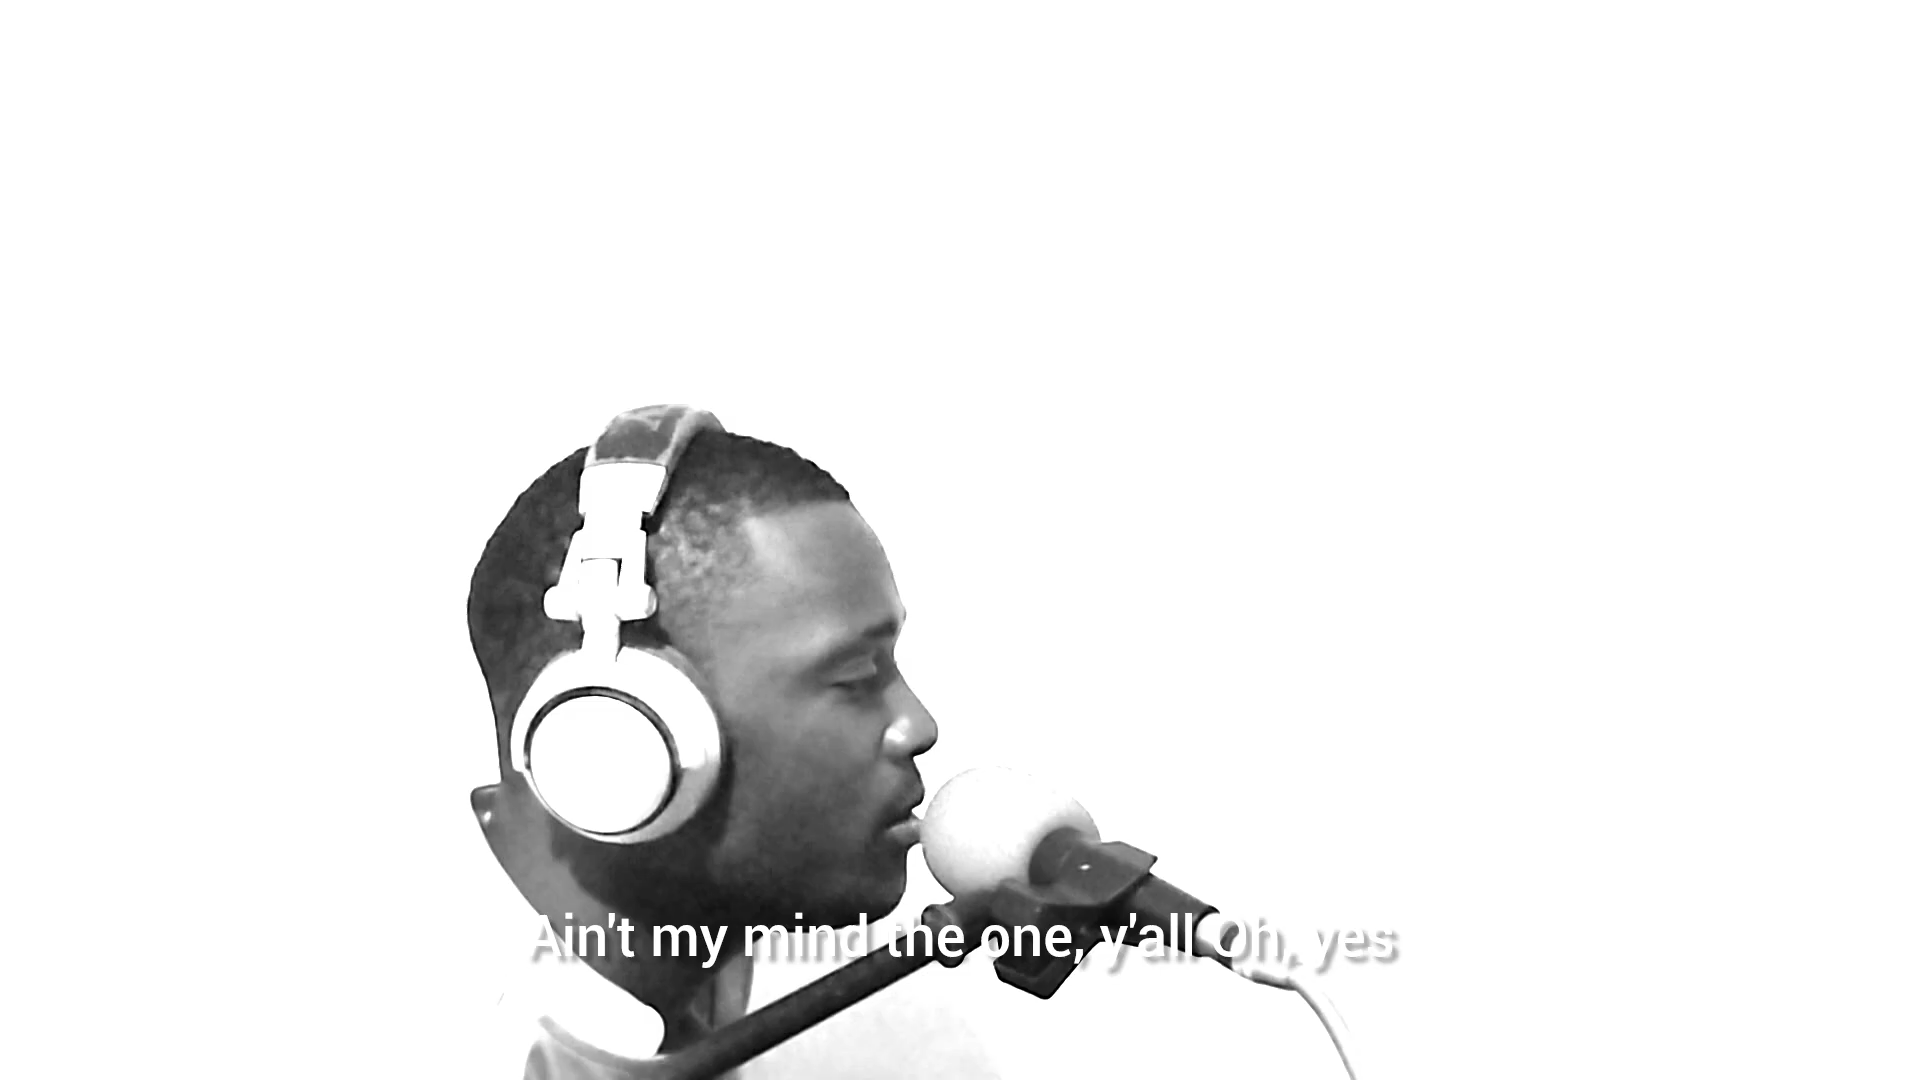 Ain't my mind the one, y'all Oh, yes